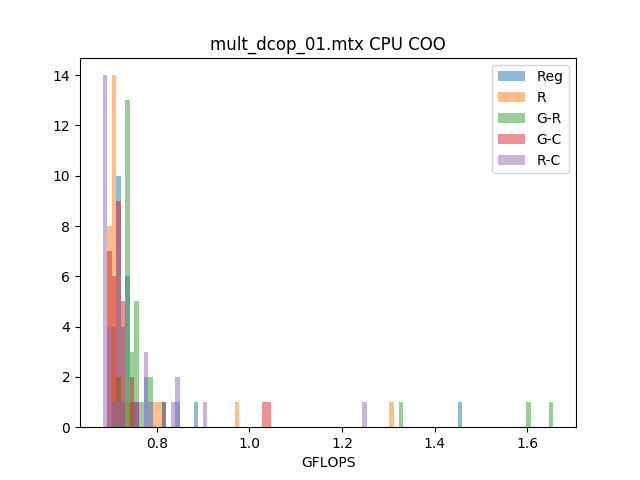 mult_dcop_01.mtx CPU COO
14
12
10
8
6
4
2
0
Reg
R
G-R
G-C
R-C
0.8 1.0 1.2 1.4 1.6
GFLOPS